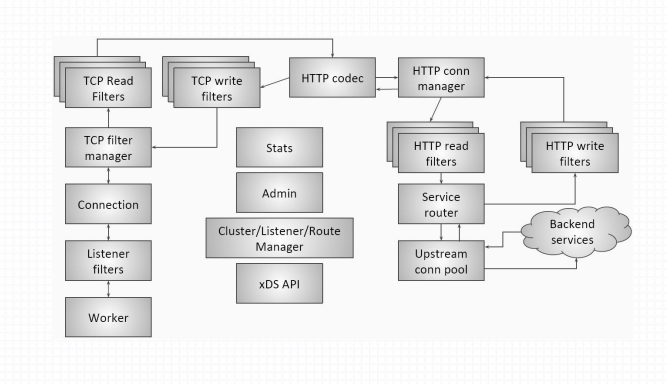 TCP Read
Filters
TCP write
filters
HTTP codec
HTTP conn
manager
TCP filter
manager
Stats
HTTP read
filters
HTTP write
filters
Connection
Admin
Service
router
Cluster/Listener/Route
Manager
Backend
services
Listener
filters
xDS API
Upstream
conn pool
Worker